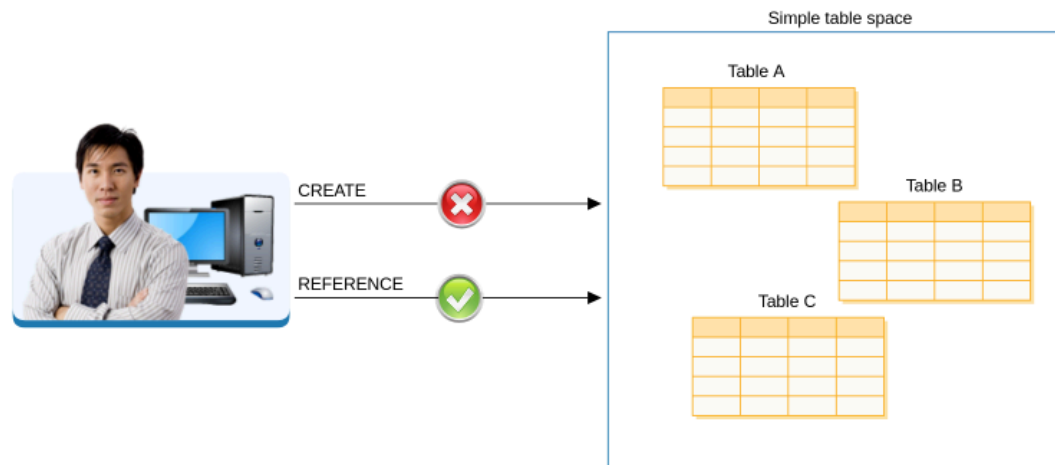 Simple table space
Table A
Table B
CREATE
REFERENCE
Table C